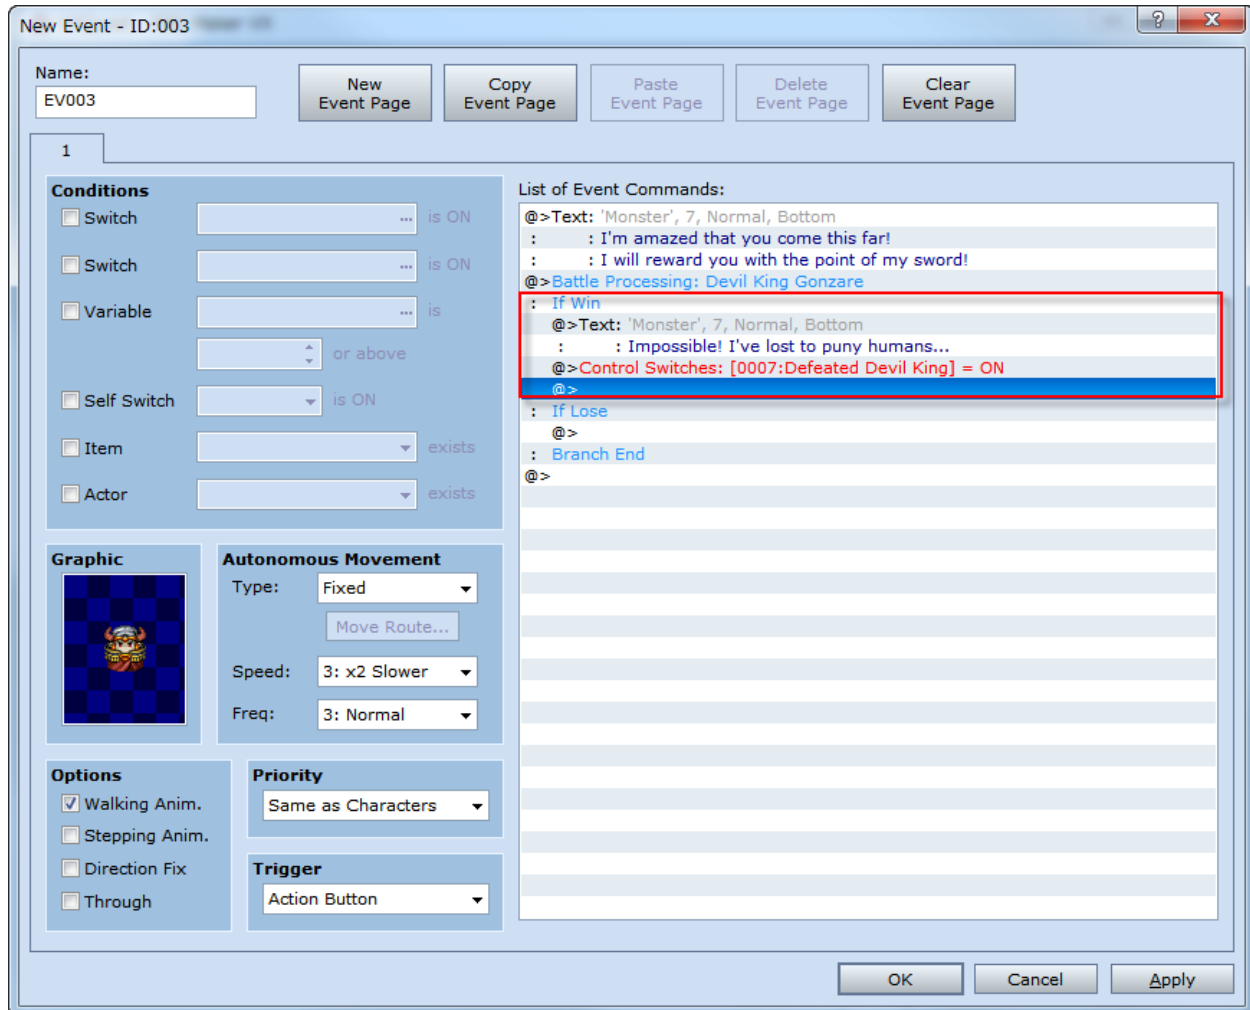 New Event - ID:003
Name:
EV003
New Event Page
Copy Event Page
Paste Event Page
Delete Event Page
Clear Event Page
1
Conditions
Switch ... is ON
Switch ... is ON
Variable ... is
or above
Self Switch is ON
Item exists
Actor exists
Graphic
Autonomous Movement
Type: Fixed
Move Route...
Speed: 3: x2 Slower
Freq: 3: Normal
Options
Walking Anim.
Stepping Anim.
Direction Fix
Through
Priority
Same as Characters
Trigger
Action Button
List of Event Commands:
@>Text: 'Monster', 7, Normal, Bottom
: : I'm amazed that you come this far!
: : I will reward you with the point of my sword!
@>Battle Processing: Devil King Gonzare
: If Win
@>Text: 'Monster', 7, Normal, Bottom
: : Impossible! I've lost to puny humans...
@>Control Switches: [0007:Defeated Devil King] = ON
@>
: If Lose
@>
: Branch End
@>
OK
Cancel
Apply